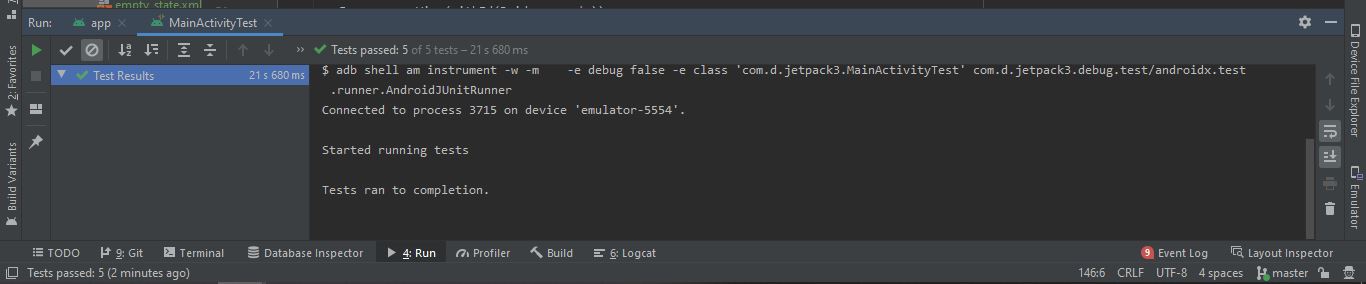 empty_state.xml
Run: app × MainActivityTest ×
Tests passed: 5 of 5 tests – 21 s 680 ms
Test Results 21 s 680 ms
$ adb shell am instrument -w -m    -e debug false -e class 'com.d.jetpack3.MainActivityTest' com.d.jetpack3.debug.test/androidx.test
.runner.AndroidJUnitRunner
Connected to process 3715 on device 'emulator-5554'.
Started running tests
Tests ran to completion.
2: Favorites
Build Variants
Device File Explorer
Emulator
TODO 9: Git Terminal Database Inspector 4: Run Profiler Build 6: Logcat 9 Event Log Layout Inspector
Tests passed: 5 (2 minutes ago) 146:6 CRLF UTF-8 4 spaces master